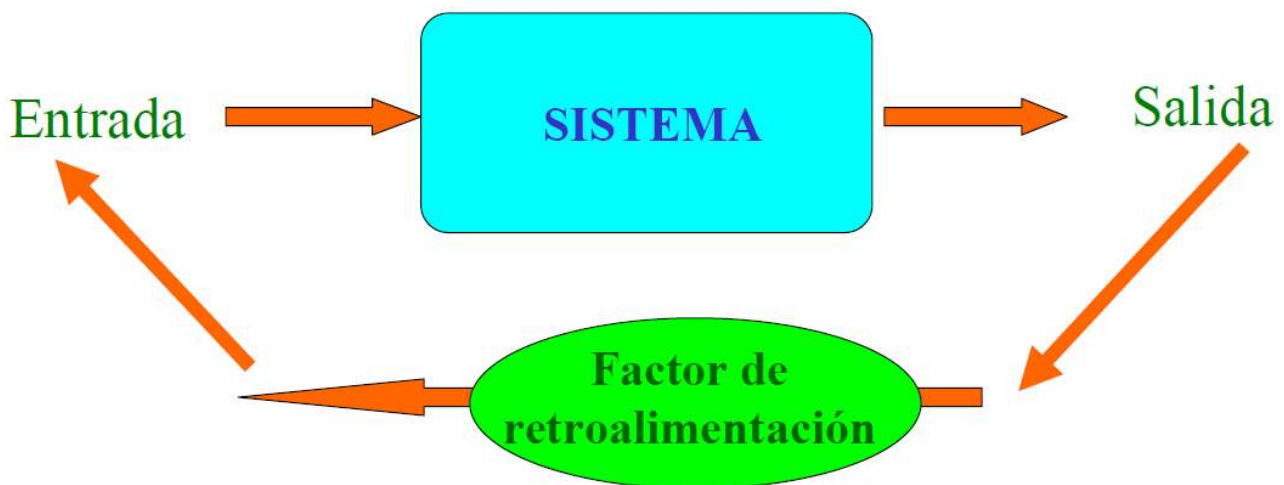 Entrada
SISTEMA
Salida
Factor de
retroalimentación